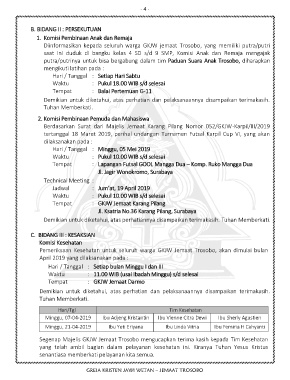 - 4 -
B. BIDANG II : PERSEKUTUAN
1. Komisi Pembinaan Anak dan Remaja
Diinformasikan kepada seluruh warga GKJW jemaat Trosobo, yang memiliki putra/putri
saat ini duduk di bangku kelas 4 SD s/d 9 SMP, Komisi Anak dan Remaja mengajak
putra/putrinya untuk bisa bergabung dalam tim Paduan Suara Anak Trosobo, diharapkan
mengikuti latihan pada :
Hari / Tanggal : Setiap Hari Sabtu
Waktu : Pukul 18.00 WIB s/d selesai
Tempat : Balai Pertemuan G-11
Demikian untuk diketahui, atas perhatian dan pelaksanaannya disampaikan terimakasih.
Tuhan Memberkati.
2. Komisi Pembinaan Pemuda dan Mahasiswa
Berdasarkan Surat dari Majelis Jemaat Karang Pilang Nomor 052/GKJW-Karpil/III/2019
tertanggal 18 Maret 2019, perihal undangan Turnamen Futsal Karpil Cup VI, yang akan
dilaksanakan pada :
Hari / Tanggal : Minggu, 05 Mei 2019
Waktu : Pukul 10.00 WIB s/d selesai
Tempat : Lapangan Futsal GOOL Mangga Dua – Komp. Ruko Mangga Dua
Jl. Jagir Wonokromo, Surabaya
Technical Meeting
Jadwal : Jum'at, 19 April 2019
Waktu : Pukul 10.00 WIB s/d selesai
Tempat : GKJW Jemaat Karang Pilang
Jl. Ksatria No.36 Karang Pilang, Surabaya
Demikian untuk diketahui, atas perhatiannya disampaikan terimakasih. Tuhan Memberkati.
C. BIDANG III : KESAKSIAN
Komisi Kesehatan
Pemeriksaan Kesehatan untuk seluruh warga GKJW Jemaat Trosobo, akan dimulai bulan
April 2019 yang dilaksanakan pada :
Hari / Tanggal : Setiap bulan Minggu I dan III
Waktu : 11.00 WIB (usai ibadah Minggu) s/d selesai
Tempat : GKJW Jemaat Darmo
Demikian untuk diketahui, atas perhatian dan pelaksanaannya disampaikan terimakasih.
Tuhan Memberkati.
Hari/Tgl Tim Kesehatan
Minggu, 07-04-2019 Ibu Adjeng Kristantin Ibu Vienne Citra Dewi Ibu Sherly Agustien
Minggu, 21-04-2019 Ibu Yeti Eriyana Ibu Linda Wina Ibu Femina H Cahyani
Segenap Majelis GKJW Jemaat Trosobo mengucapkan terima kasih kepada Tim Kesehatan
yang telah ambil bagian dalam pelayanan kesehatan ini. Kiranya Tuhan Yesus Kristus
senantiasa memberkati pelayanan kita semua.
GREJA KRISTEN JAWI WETAN – JEMAAT TROSOBO